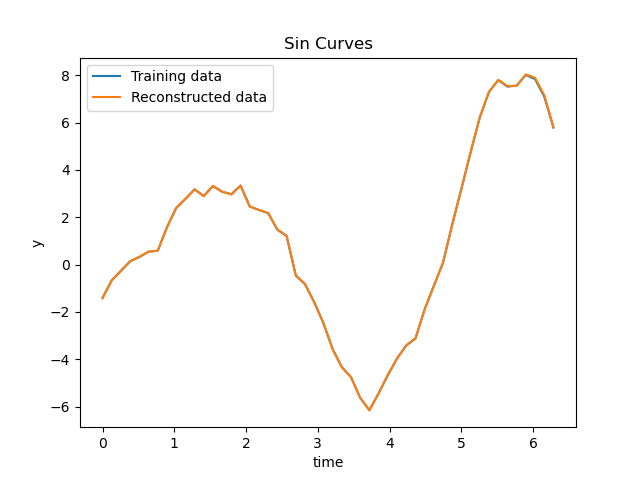 Sin Curves
Training data
Reconstructed data
8
6
4
2
0
−2
−4
−6
y
0 1 2 3 4 5 6
time